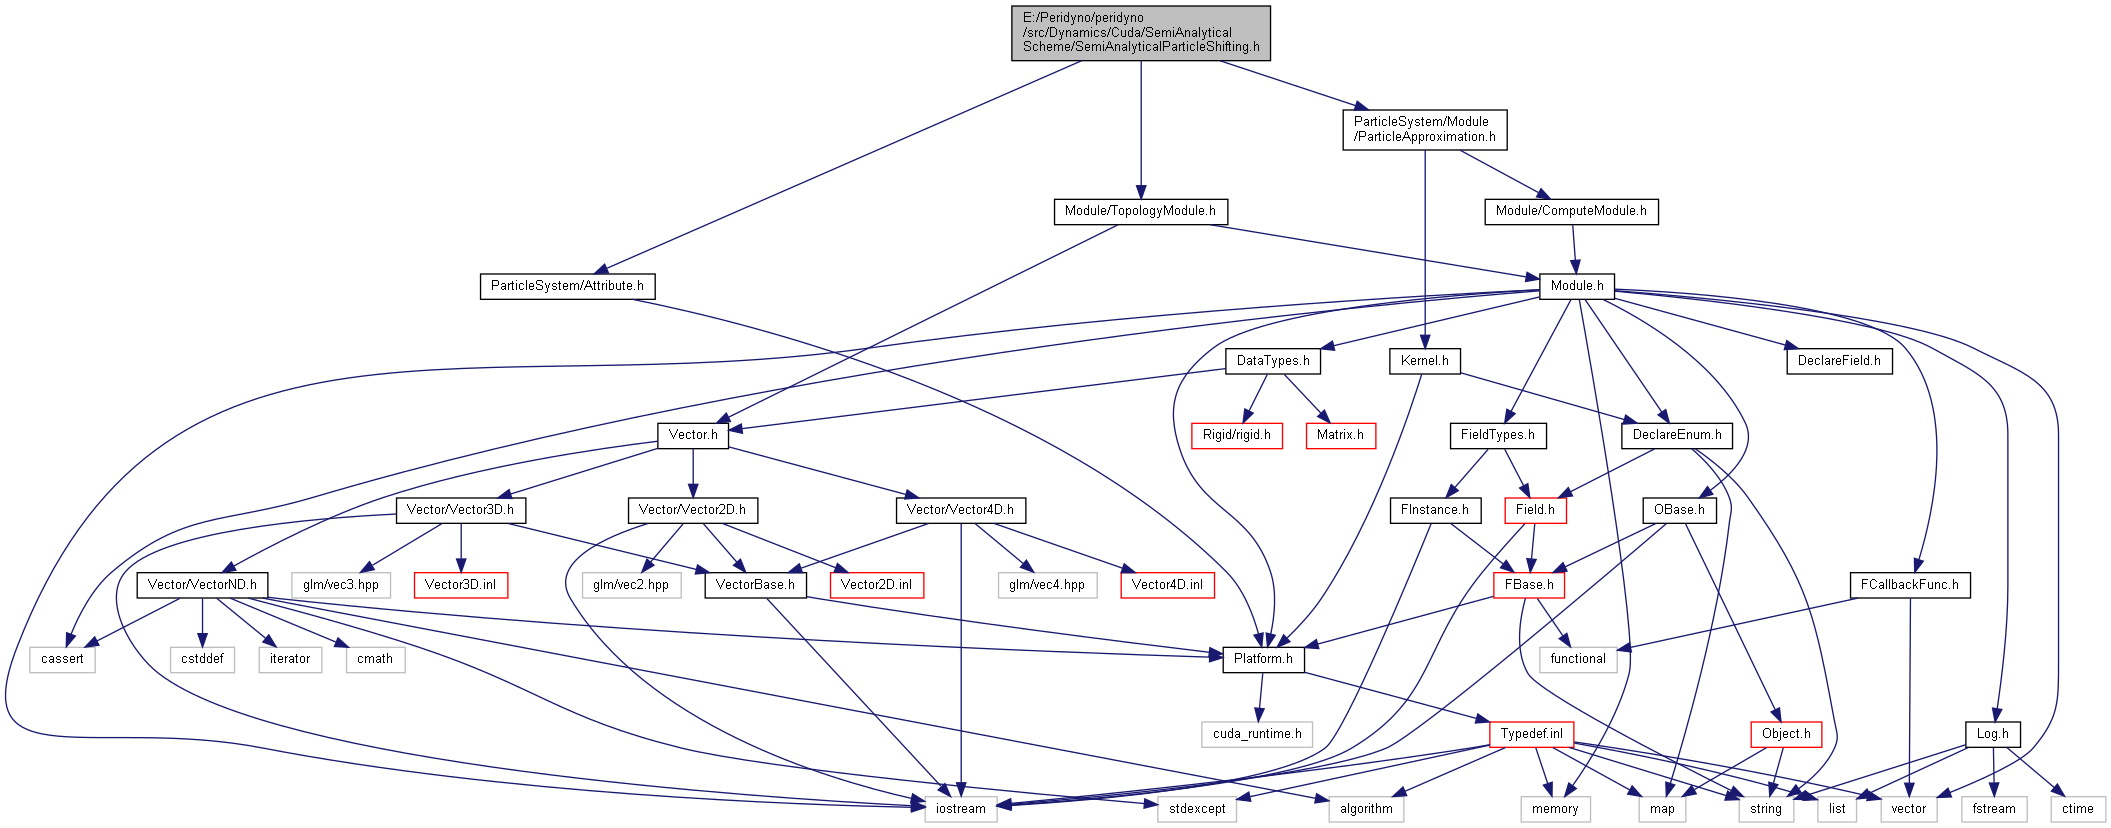 E:/Peridyno/peridyno
/src/Dynamics/Cuda/SemiAnalytical
Scheme/SemiAnalyticalParticleShifting.h
ParticleSystem/Module
/ParticleApproximation.h
Module/TopologyModule.h
Module/ComputeModule.h
ParticleSystem/Attribute.h
Module.h
DataTypes.h
Kernel.h
DeclareField.h
Vector.h
Rigid/rigid.h
Matrix.h
FieldTypes.h
DeclareEnum.h
Vector/Vector3D.h
Vector/Vector2D.h
Vector/Vector4D.h
FInstance.h
Field.h
OBase.h
Vector/VectorND.h
glm/vec3.hpp
Vector3D.inl
glm/vec2.hpp
VectorBase.h
Vector2D.inl
glm/vec4.hpp
Vector4D.inl
FBase.h
FCallbackFunc.h
cassert
cstddef
iterator
cmath
Platform.h
functional
cuda_runtime.h
Typedef.inl
Object.h
Log.h
iostream
stdexcept
algorithm
memory
map
string
list
vector
fstream
ctime